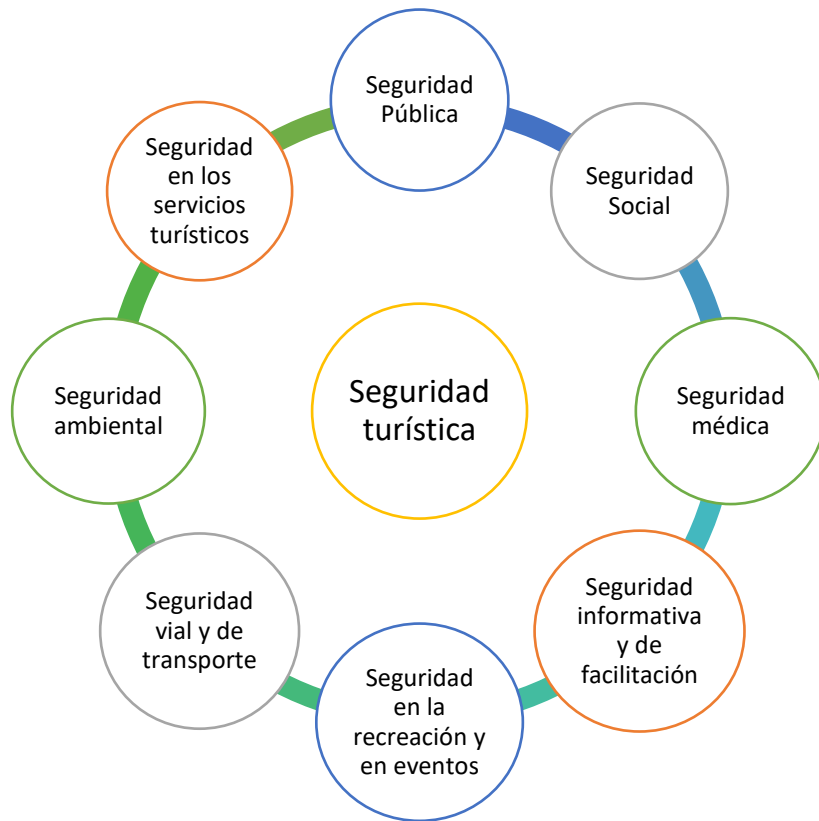 Seguridad
Pública
Seguridad
Social
Seguridad
médica
Seguridad
informativa
y de
facilitación
Seguridad
en la
recreación y
en eventos
Seguridad
vial y de
transporte
Seguridad
ambiental
Seguridad
en los
servicios
turísticos
Seguridad
turística